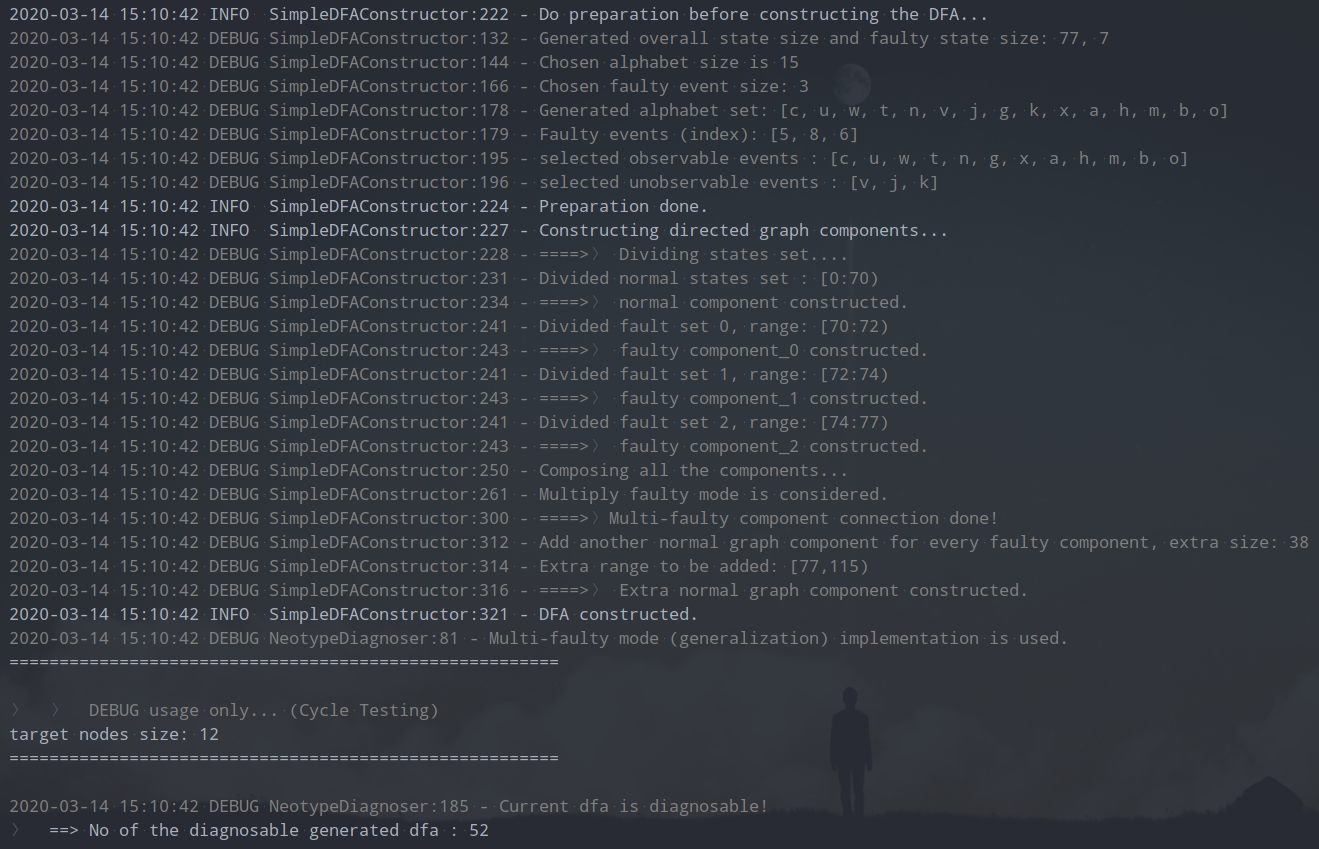 2020-03-14 15:10:42 INFO  SimpleDFAConstructor:222 - Do preparation before constructing the DFA...
2020-03-14 15:10:42 DEBUG SimpleDFAConstructor:132 - Generated overall state size and faulty state size: 77, 7
2020-03-14 15:10:42 DEBUG SimpleDFAConstructor:144 - Chosen alphabet size is 15
2020-03-14 15:10:42 DEBUG SimpleDFAConstructor:166 - Chosen faulty event size: 3
2020-03-14 15:10:42 DEBUG SimpleDFAConstructor:178 - Generated alphabet set: [c, u, w, t, n, v, j, g, k, x, a, h, m, b, o]
2020-03-14 15:10:42 DEBUG SimpleDFAConstructor:179 - Faulty events (index): [5, 8, 6]
2020-03-14 15:10:42 DEBUG SimpleDFAConstructor:195 - selected observable events : [c, u, w, t, n, g, x, a, h, m, b, o]
2020-03-14 15:10:42 DEBUG SimpleDFAConstructor:196 - selected unobservable events : [v, j, k]
2020-03-14 15:10:42 INFO  SimpleDFAConstructor:224 - Preparation done.
2020-03-14 15:10:42 INFO  SimpleDFAConstructor:227 - Constructing directed graph components...
2020-03-14 15:10:42 DEBUG SimpleDFAConstructor:228 - ====>〉 Dividing states set....
2020-03-14 15:10:42 DEBUG SimpleDFAConstructor:231 - Divided normal states set : [0:70)
2020-03-14 15:10:42 DEBUG SimpleDFAConstructor:234 - ====>〉 normal component constructed.
2020-03-14 15:10:42 DEBUG SimpleDFAConstructor:241 - Divided fault set 0, range: [70:72)
2020-03-14 15:10:42 DEBUG SimpleDFAConstructor:243 - ====>〉 faulty component_0 constructed.
2020-03-14 15:10:42 DEBUG SimpleDFAConstructor:241 - Divided fault set 1, range: [72:74)
2020-03-14 15:10:42 DEBUG SimpleDFAConstructor:243 - ====>〉 faulty component_1 constructed.
2020-03-14 15:10:42 DEBUG SimpleDFAConstructor:241 - Divided fault set 2, range: [74:77)
2020-03-14 15:10:42 DEBUG SimpleDFAConstructor:243 - ====>〉 faulty component_2 constructed.
2020-03-14 15:10:42 DEBUG SimpleDFAConstructor:250 - Composing all the components...
2020-03-14 15:10:42 DEBUG SimpleDFAConstructor:261 - Multiply faulty mode is considered.
2020-03-14 15:10:42 DEBUG SimpleDFAConstructor:300 - ====>〉Multi-faulty component connection done!
2020-03-14 15:10:42 DEBUG SimpleDFAConstructor:312 - Add another normal graph component for every faulty component, extra size: 38
2020-03-14 15:10:42 DEBUG SimpleDFAConstructor:314 - Extra range to be added: [77,115)
2020-03-14 15:10:42 DEBUG SimpleDFAConstructor:316 - ====>〉 Extra normal graph component constructed.
2020-03-14 15:10:42 INFO  SimpleDFAConstructor:321 - DFA constructed.
2020-03-14 15:10:42 DEBUG NeotypeDiagnoser:81 - Multi-faulty mode (generalization) implementation is used.
=======================================================
〉 〉 DEBUG usage only... (Cycle Testing)
target nodes size: 12
=======================================================
2020-03-14 15:10:42 DEBUG NeotypeDiagnoser:185 - Current dfa is diagnosable!
〉 ==> No of the diagnosable generated dfa : 52